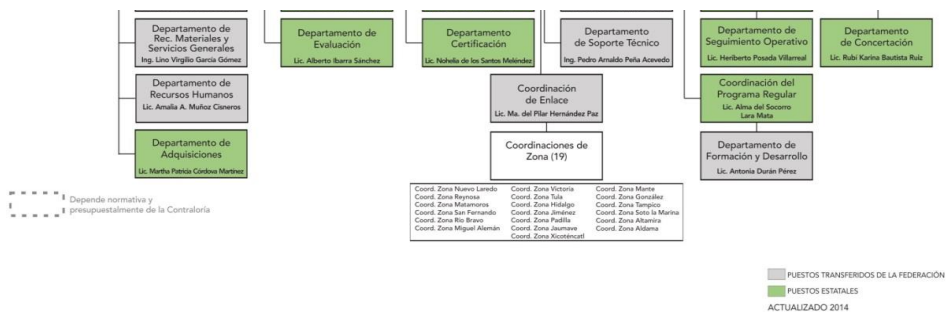 Departamento de
Rec. Materiales y
Servicios Generales
Ing. Lino Virgilio García Gómez
Departamento de
Evaluación
Lic. Alberto Ibarra Sánchez
Departamento
Certificación
Lic. Nohelia de los Santos Meléndez
Departamento
de Soporte Técnico
Ing. Pedro Arnaldo Peña Acevedo
Departamento de
Seguimiento Operativo
Lic. Heriberto Posada Villarreal
Departamento
de Concertación
Lic. Rubí Karina Bautista Ruiz
Departamento de
Recursos Humanos
Lic. Amalia A. Muñoz Cisneros
Coordinación
de Enlace
Lic. Ma. del Pilar Hernández Paz
Coordinación del
Programa Regular
Lic. Alma del Socorro
Lara Mata
Departamento de
Adquisiciones
Lic. Martha Patricia Córdova Martínez
Coordinaciones de
Zona (19)
Departamento de
Formación y Desarrollo
Lic. Antonia Durán Pérez
Coord. Zona Nuevo Laredo
Coord. Zona Reynosa
Coord. Zona Matamoros
Coord. Zona San Fernando
Coord. Zona Río Bravo
Coord. Zona Miguel Alemán
Coord. Zona Victoria
Coord. Zona Tula
Coord. Zona Hidalgo
Coord. Zona Jiménez
Coord. Zona Padilla
Coord. Zona Jaumave
Coord. Zona Xicoténcatl
Coord. Zona Mante
Coord. Zona González
Coord. Zona Tampico
Coord. Zona Soto la Marina
Coord. Zona Altamira
Coord. Zona Aldama
Depende normativa y
presupuestalmente de la Contraloría
PUESTOS TRANSFERIDOS DE LA FEDERACIÓN
PUESTOS ESTATALES
ACTUALIZADO 2014